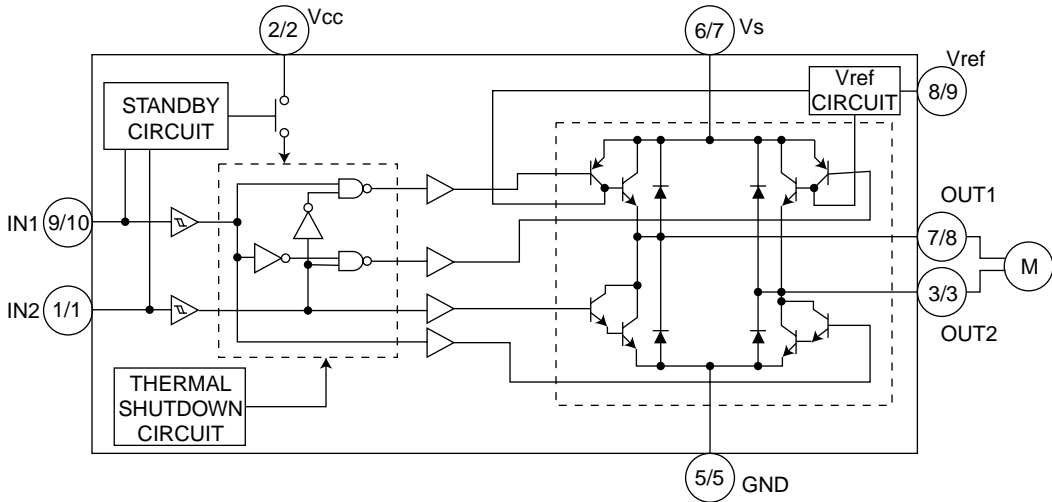 2/2 Vcc
6/7 Vs
Vref
8/9
Vref
CIRCUIT
STANDBY
CIRCUIT
IN1 9/10
OUT1
7/8
M
IN2 1/1
3/3
OUT2
THERMAL
SHUTDOWN
CIRCUIT
5/5 GND